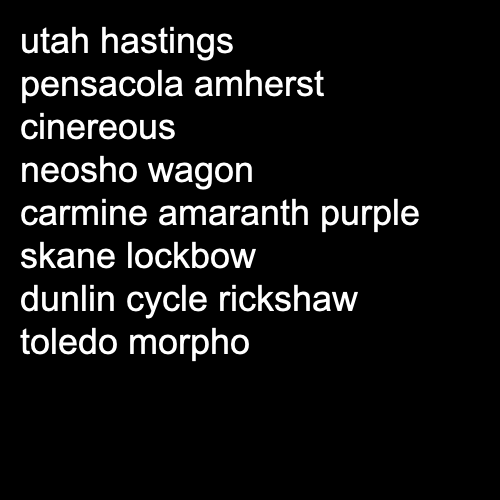 utah hastings
pensacola amherst
cinereous
neosho wagon
carmine amaranth purple
skane lockbow
dunlin cycle rickshaw
toledo morpho